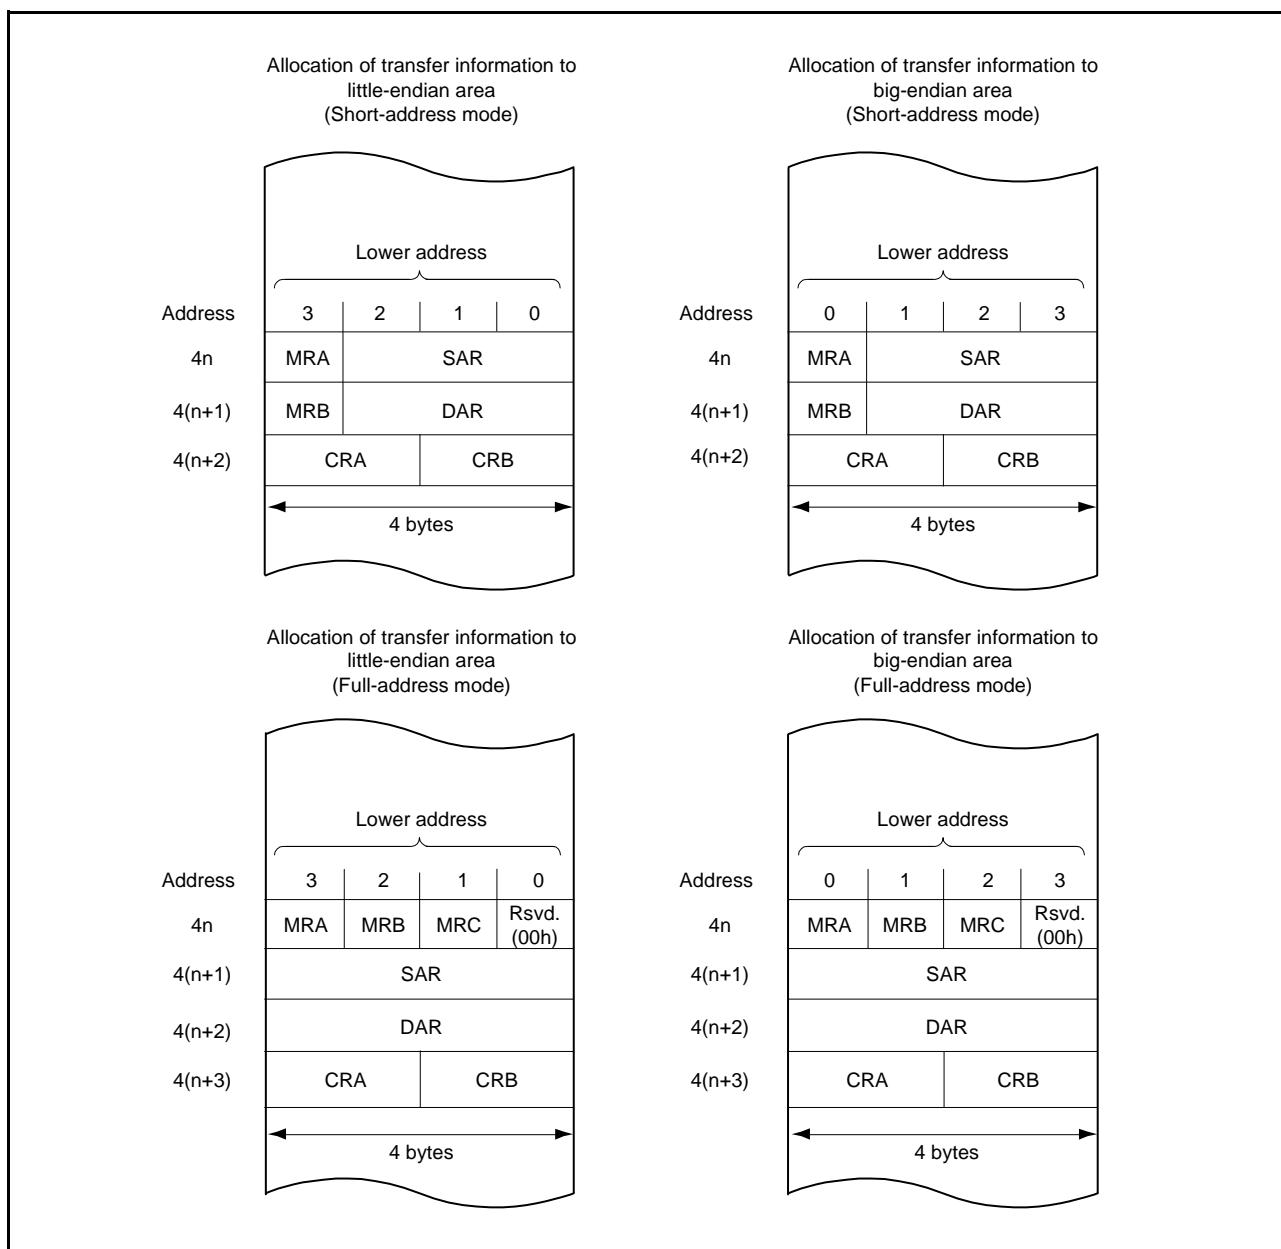 Allocation of transfer information to
little-endian area
(Short-address mode)
Lower address
Address 3 2 1 0
4n MRA SAR
4(n+1) MRB DAR
4(n+2) CRA CRB
4 bytes
Allocation of transfer information to
big-endian area
(Short-address mode)
Lower address
Address 0 1 2 3
4n MRA SAR
4(n+1) MRB DAR
4(n+2) CRA CRB
4 bytes
Allocation of transfer information to
little-endian area
(Full-address mode)
Lower address
Address 3 2 1 0
4n MRA MRB MRC Rsvd.
(00h)
4(n+1) SAR
4(n+2) DAR
4(n+3) CRA CRB
4 bytes
Allocation of transfer information to
big-endian area
(Full-address mode)
Lower address
Address 0 1 2 3
4n MRA MRB MRC Rsvd.
(00h)
4(n+1) SAR
4(n+2) DAR
4(n+3) CRA CRB
4 bytes